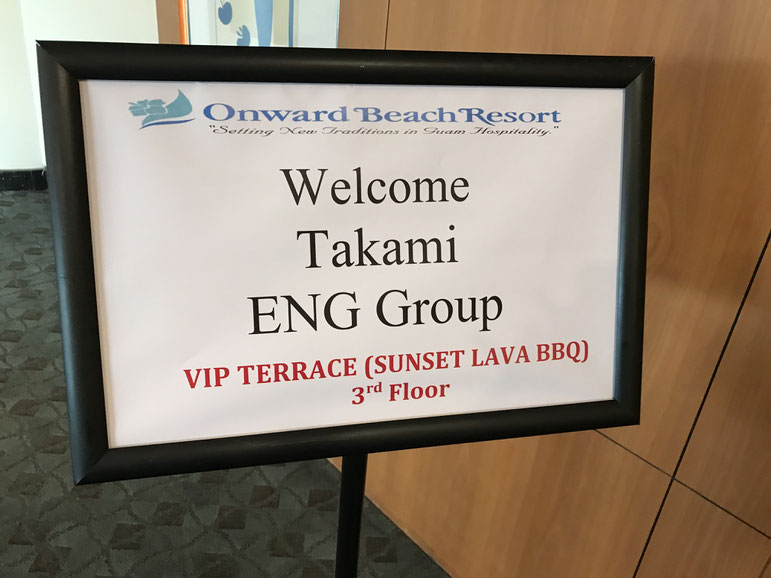 Onward Beach Resort
"Setting New Traditions in Guam Hospitality."
Welcome
Takami
ENG Group
VIP TERRACE (SUNSET LAVA BBQ)
3rd Floor